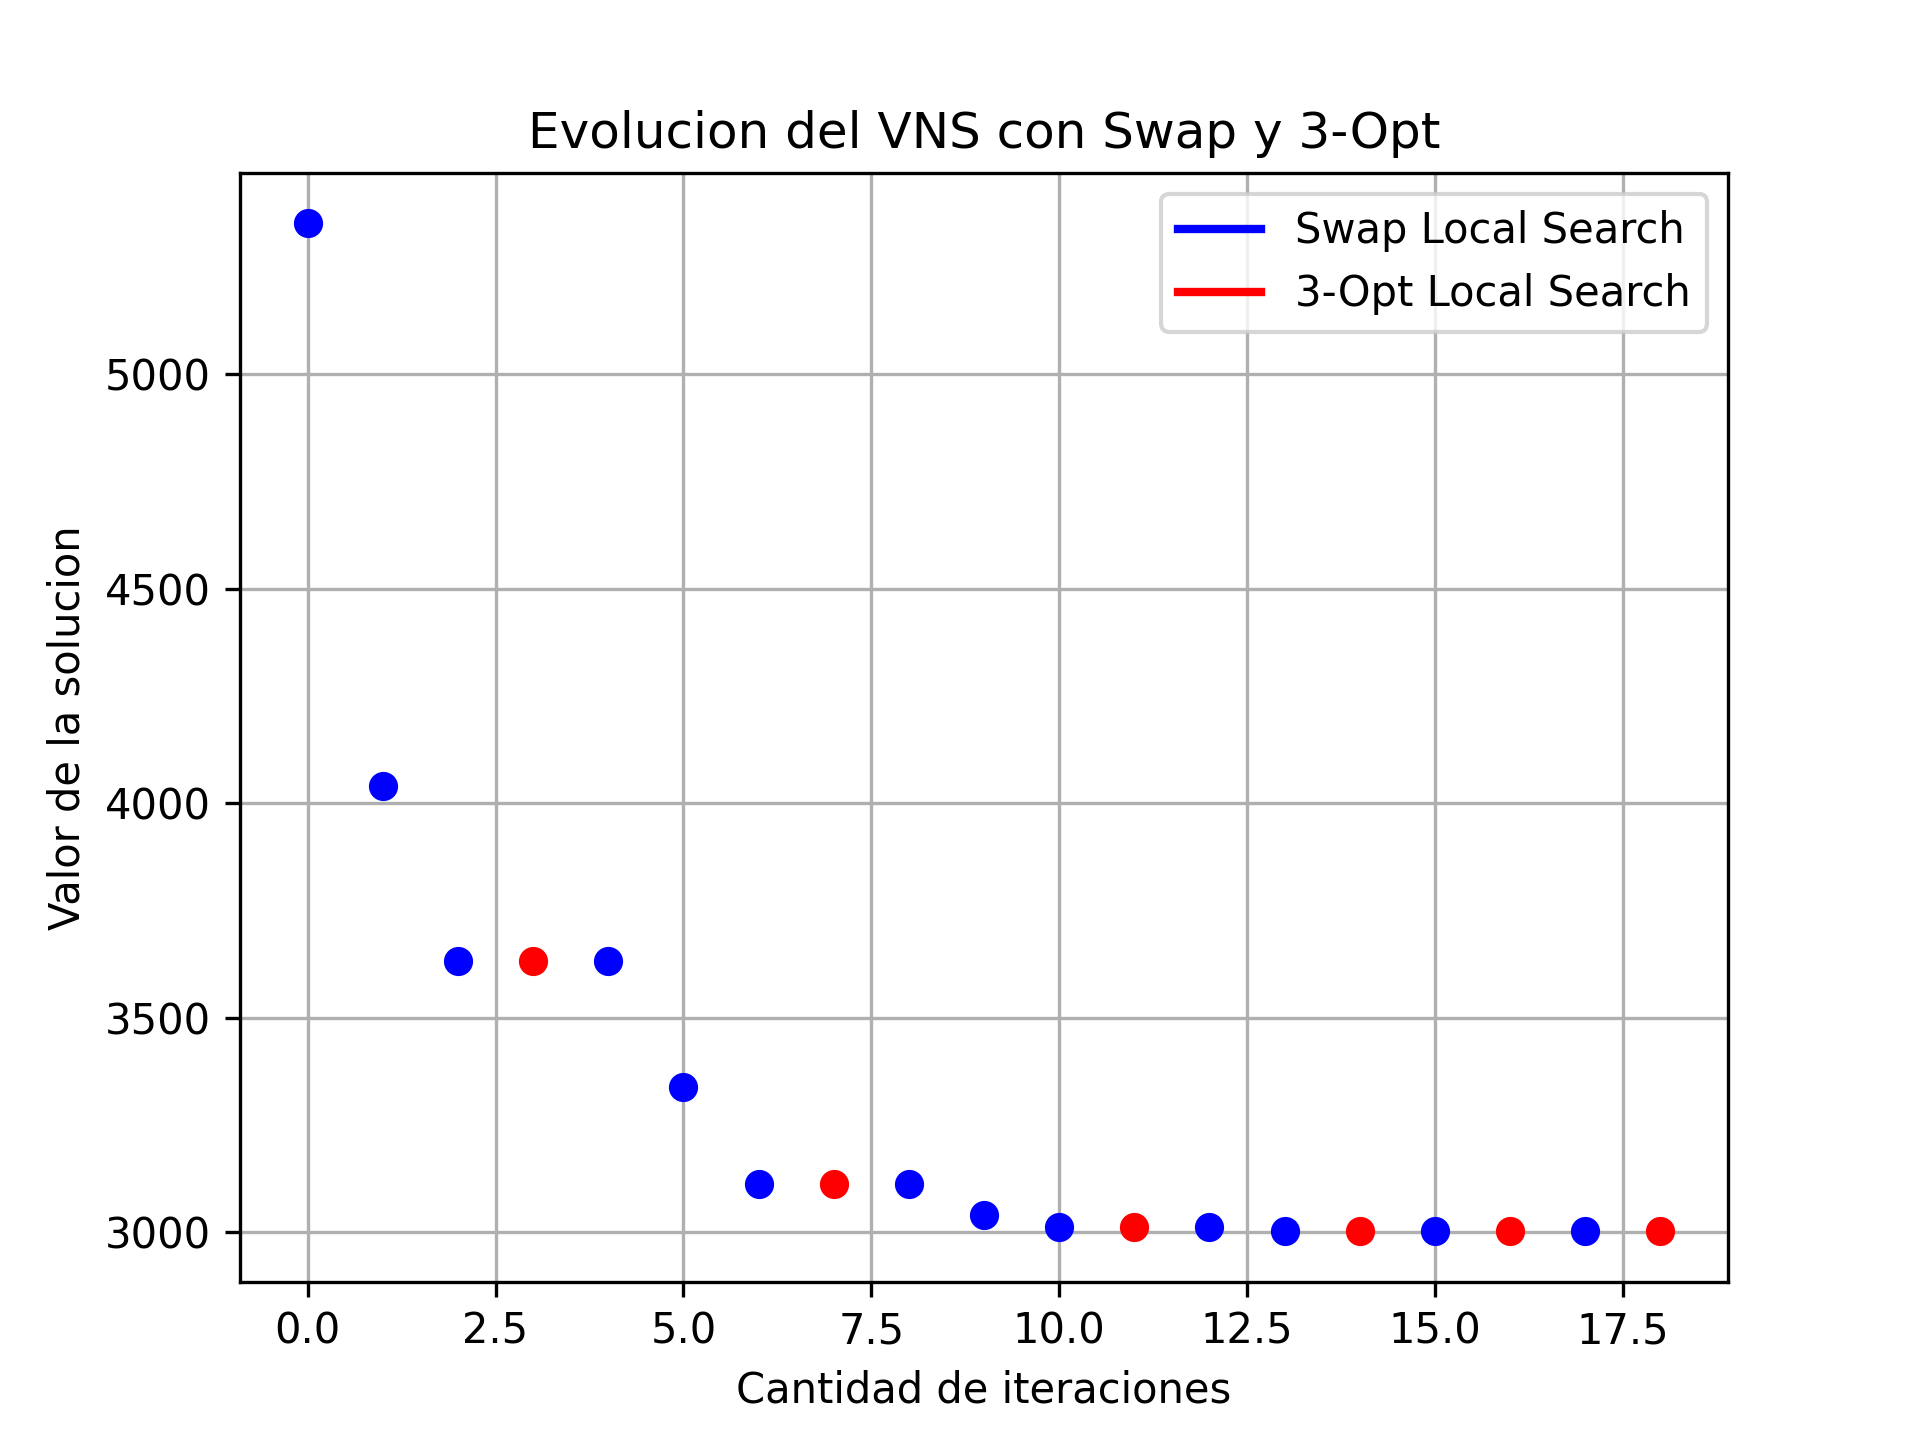 Evolucion del VNS con Swap y 3-Opt
Swap Local Search
3-Opt Local Search
Valor de la solucion
5000
4500
4000
3500
3000
0.0 2.5 5.0 7.5 10.0 12.5 15.0 17.5
Cantidad de iteraciones